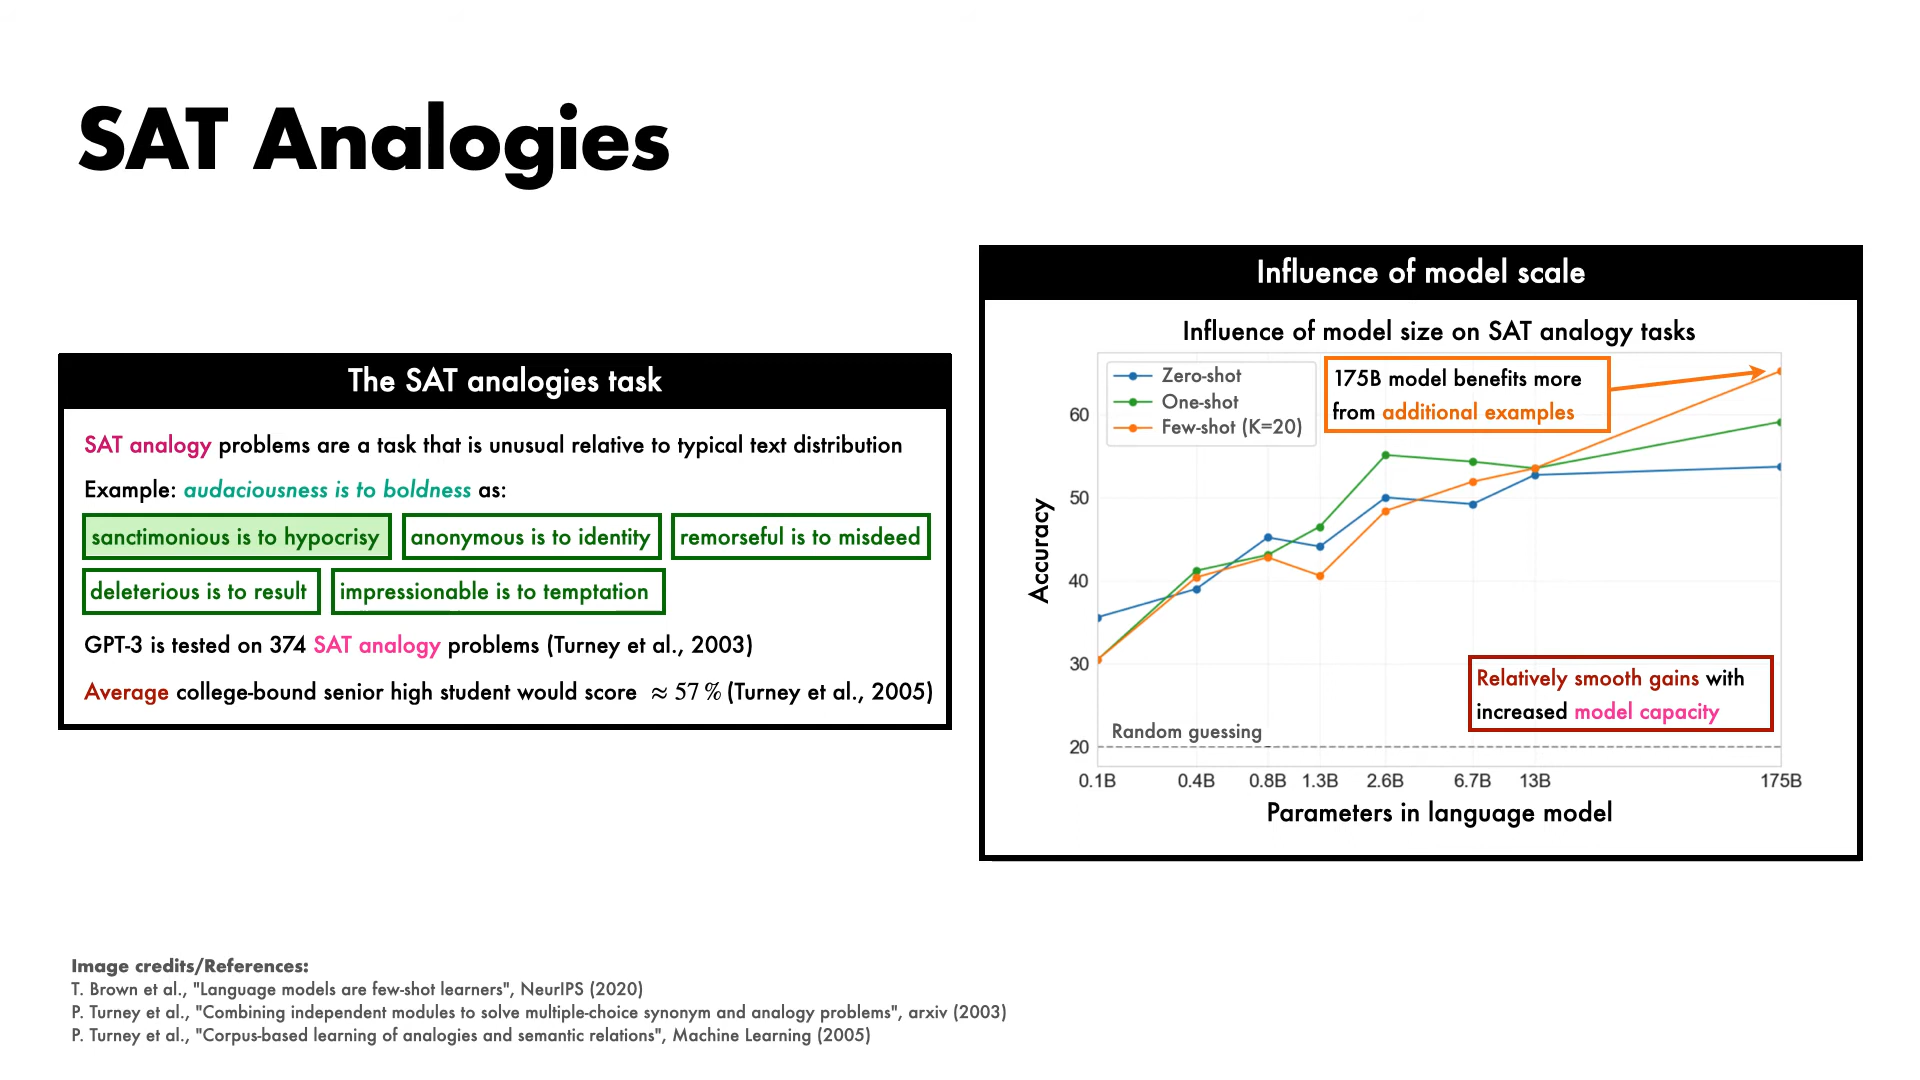 SAT Analogies
The SAT analogies task
SAT analogy problems are a task that is unusual relative to typical text distribution
Example: audaciousness is to boldness as:
sanctimonious is to hypocrisy
anonymous is to identity
remorseful is to misdeed
deleterious is to result
impressionable is to temptation
GPT-3 is tested on 374 SAT analogy problems (Turney et al., 2003)
Average college-bound senior high student would score ≈ 57 % (Turney et al., 2005)
Influence of model scale
Influence of model size on SAT analogy tasks
Zero-shot
One-shot
Few-shot (K=20)
175B model benefits more
from additional examples
Accuracy
60
50
40
30
20
Relatively smooth gains with
increased model capacity
Random guessing
0.1B 0.4B 0.8B 1.3B 2.6B 6.7B 13B 175B
Parameters in language model
Image credits/References:
T. Brown et al., "Language models are few-shot learners", NeurIPS (2020)
P. Turney et al., "Combining independent modules to solve multiple-choice synonym and analogy problems", arxiv (2003)
P. Turney et al., "Corpus-based learning of analogies and semantic relations", Machine Learning (2005)